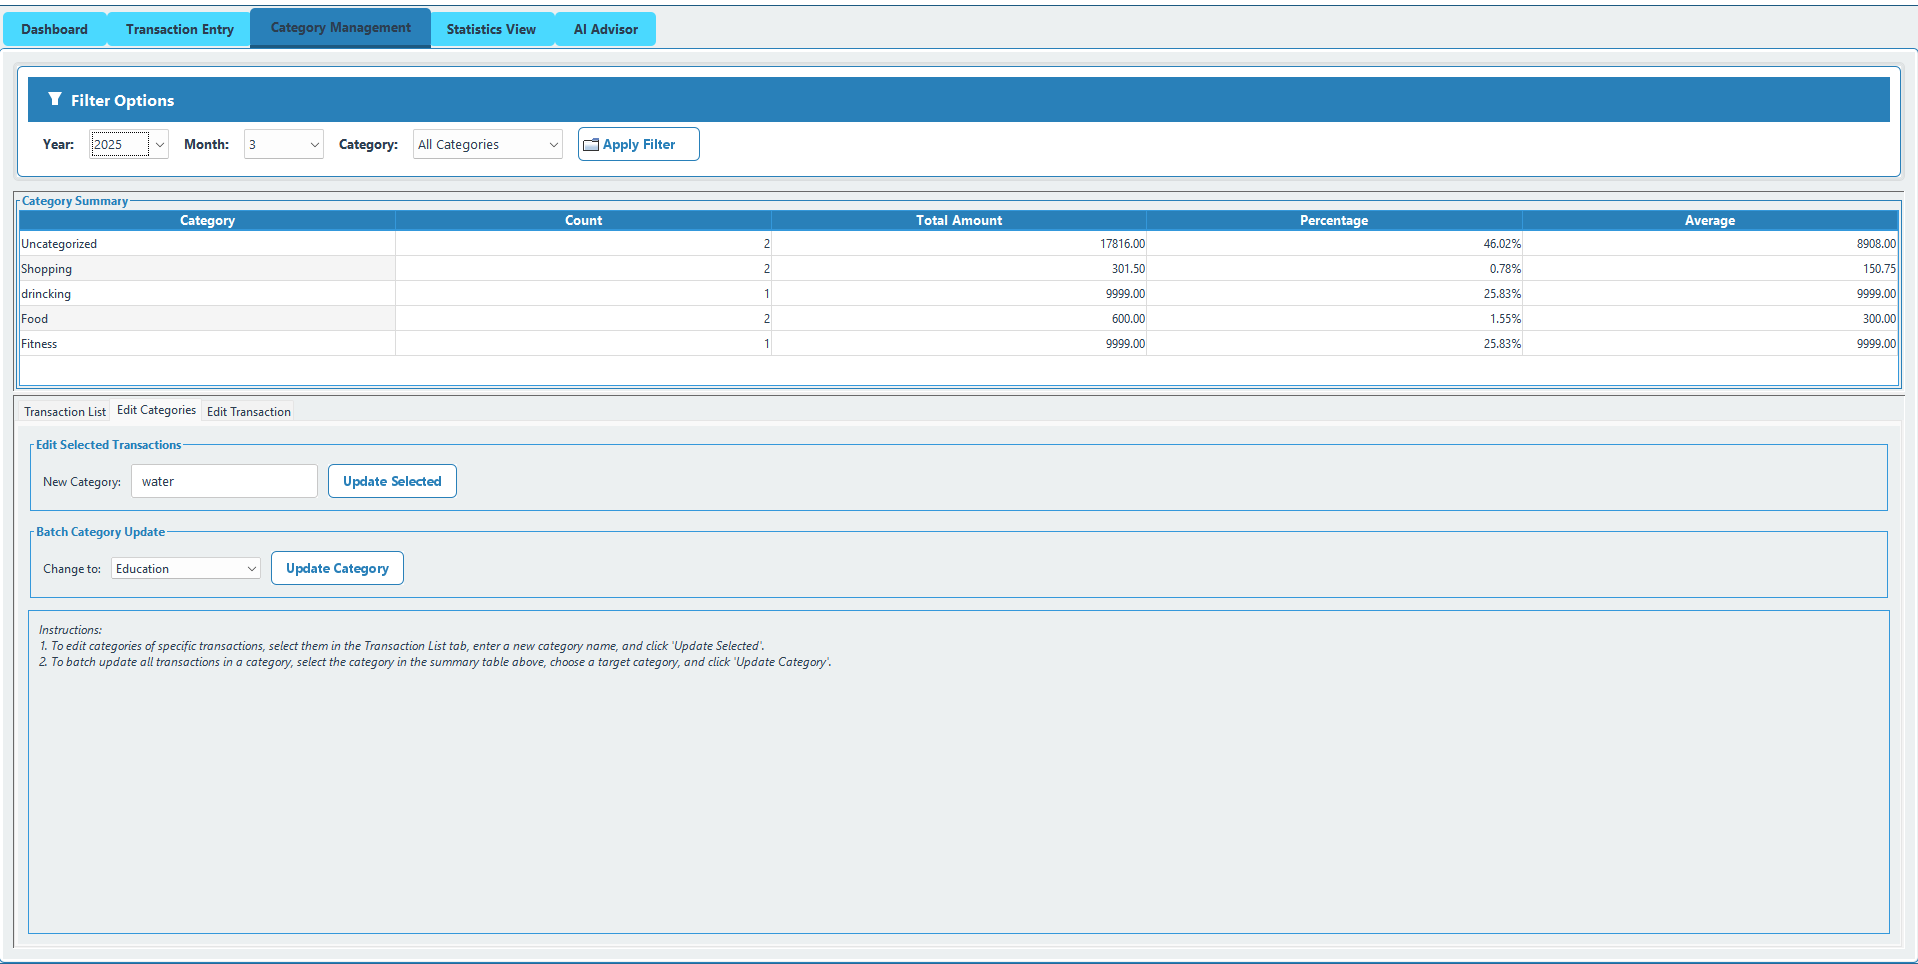 Dashboard Transaction Entry Category Management Statistics View AI Advisor
Filter Options
Year: 2025 Month: 3 Category: All Categories Apply Filter
Category Summary
Category Count Total Amount Percentage Average
Uncategorized 2 17816.00 46.02% 8908.00
Shopping 2 301.50 0.78% 150.75
drincking 1 9999.00 25.83% 9999.00
Food 2 600.00 1.55% 300.00
Fitness 1 9999.00 25.83% 9999.00
Transaction List Edit Categories Edit Transaction
Edit Selected Transactions
New Category: water Update Selected
Batch Category Update
Change to: Education Update Category
Instructions:
1. To edit categories of specific transactions, select them in the Transaction List tab, enter a new category name, and click 'Update Selected'.
2. To batch update all transactions in a category, select the category in the summary table above, choose a target category, and click 'Update Category'.